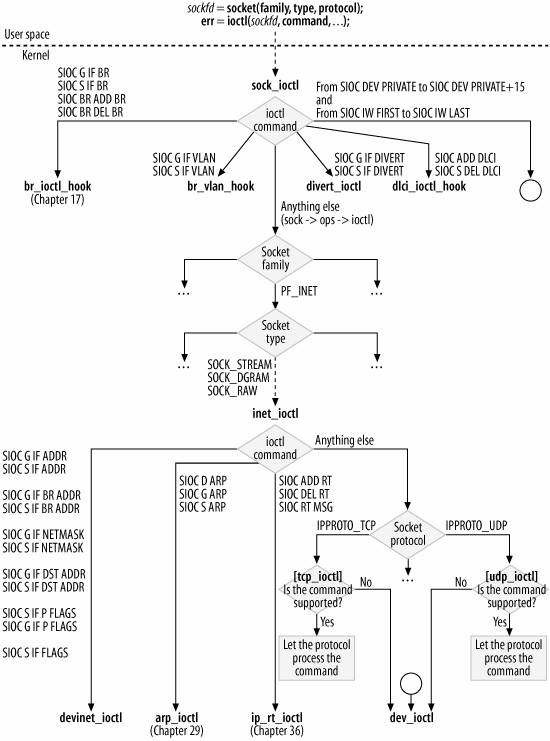 sockfd = socket(family, type, protocol);
err = ioctl(sockfd, command,...);
User space
Kernel
sock_ioctl
SIOC G IF BR
SIOC S IF BR
SIOC BR ADD BR
SIOC BR DEL BR
ioctl
command
From SIOC DEV PRIVATE to SIOC DEV PRIVATE+15
and
From SIOC IW FIRST to SIOC IW LAST
SIOC G IF VLAN
SIOC S IF VLAN
SIOC G IF DIVERT
SIOC S IF DIVERT
SIOC ADD DLCI
SIOC S DEL DLCI
br_ioctl_hook
(Chapter 17)
br_vlan_hook
divert_ioctl
dlci_ioctl_hook
Anything else
(sock -> ops -> ioctl)
Socket
family
...
...
PF_INET
Socket
type
...
...
SOCK_STREAM
SOCK_DGRAM
SOCK_RAW
inet_ioctl
ioctl
command
Anything else
SIOC G IF ADDR
SIOC S IF ADDR
SIOC G IF BR ADDR
SIOC S IF BR ADDR
SIOC G IF NETMASK
SIOC S IF NETMASK
SIOC G IF DST ADDR
SIOC S IF DST ADDR
SIOC S IF P FLAGS
SIOC G IF P FLAGS
SIOC S IF FLAGS
SIOC D ARP
SIOC G ARP
SIOC S ARP
SIOC ADD RT
SIOC DEL RT
SIOC RT MSG
IPPROTO_TCP
Socket
protocol
IPPROTO_UDP
...
[tcp_ioctl]
Is the command
supported?
No
Yes
Let the protocol
process the
command
[udp_ioctl]
Is the command
supported?
No
Yes
Let the protocol
process the
command
devinet_ioctl
arp_ioctl
(Chapter 29)
ip_rt_ioctl
(Chapter 36)
dev_ioctl